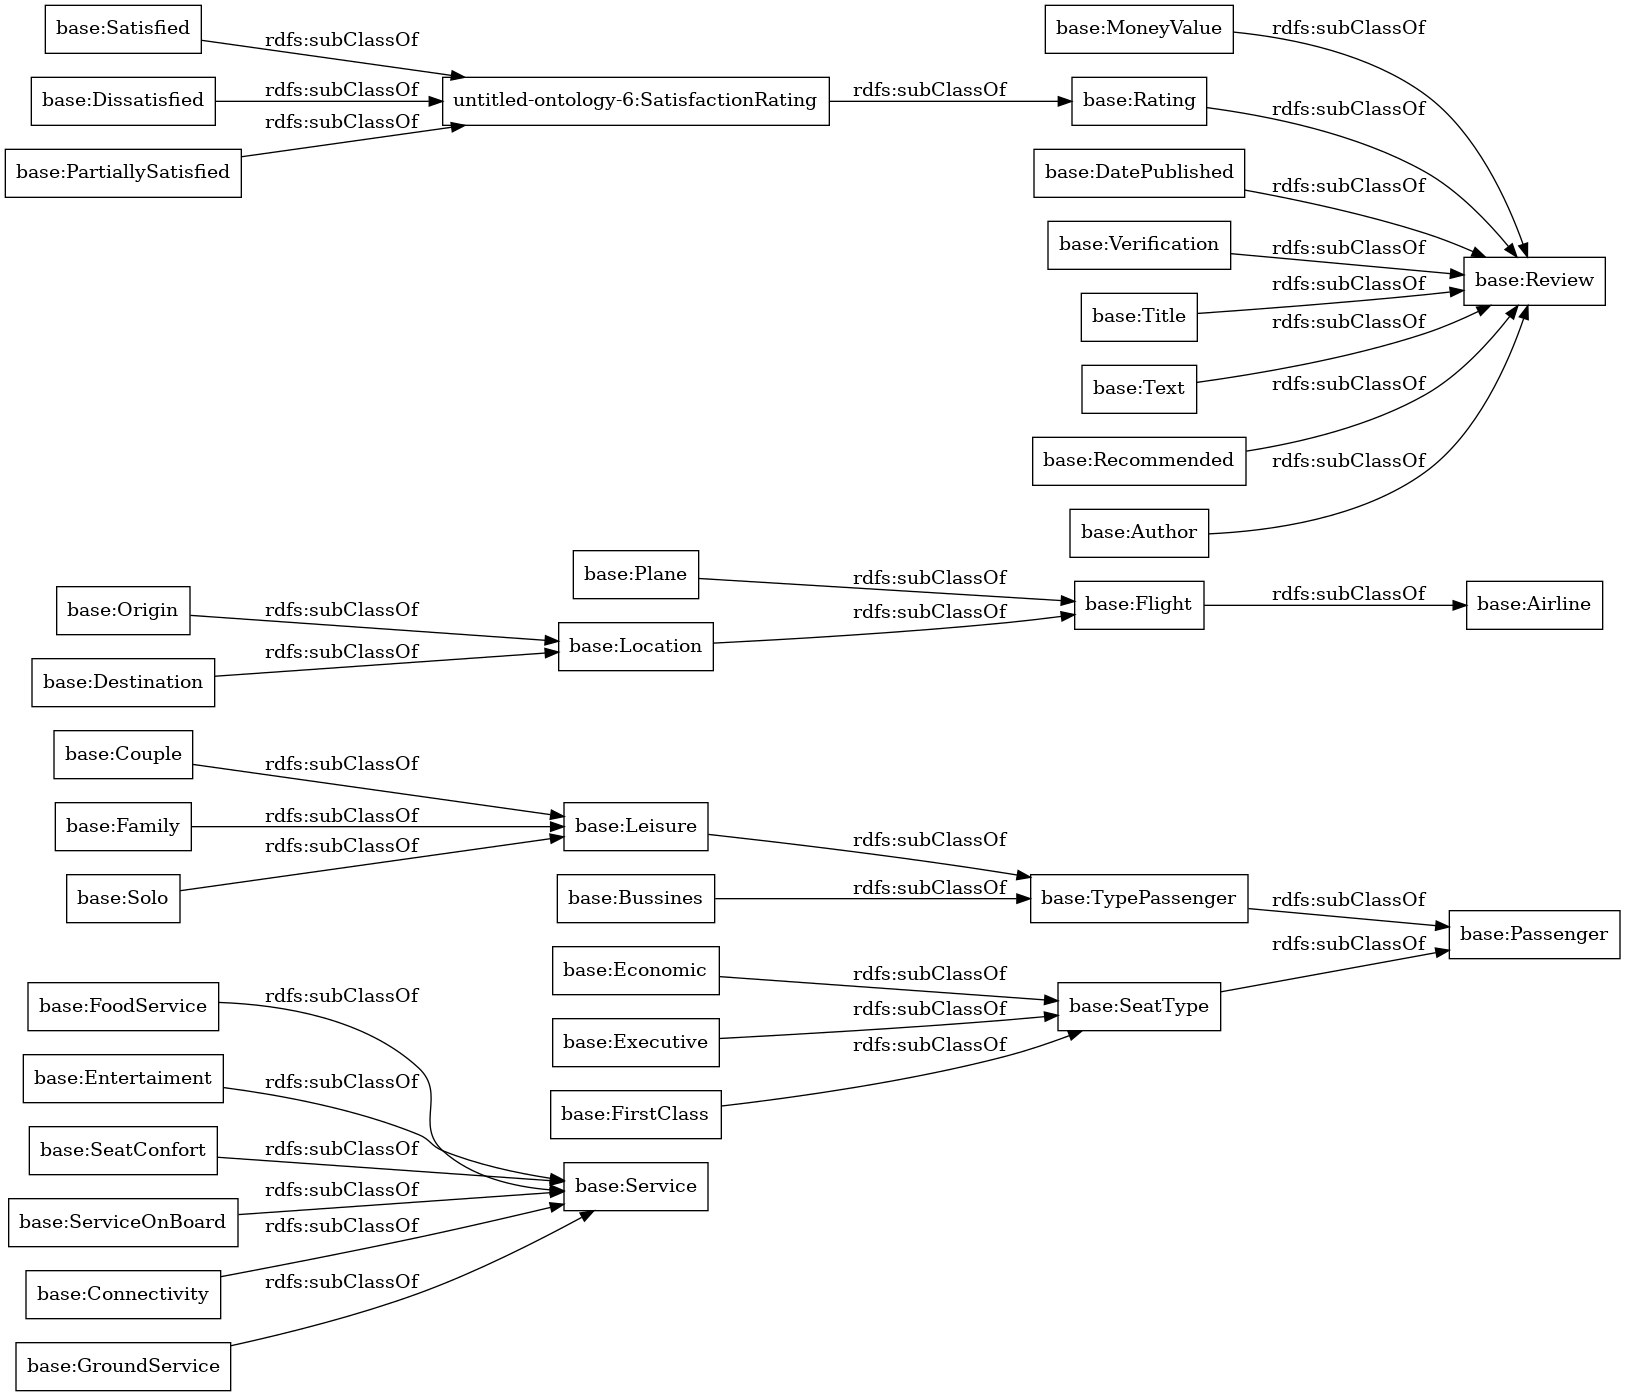 base:Satisfied
rdfs:subClassOf
base:Dissatisfied
rdfs:subClassOf
base:PartiallySatisfied
rdfs:subClassOf
untitled-ontology-6:SatisfactionRating
rdfs:subClassOf
base:MoneyValue
rdfs:subClassOf
base:Rating
rdfs:subClassOf
base:DatePublished
rdfs:subClassOf
base:Verification
rdfs:subClassOf
base:Title
rdfs:subClassOf
base:Text
rdfs:subClassOf
base:Recommended
rdfs:subClassOf
base:Author
rdfs:subClassOf
base:Review
base:Origin
rdfs:subClassOf
base:Destination
rdfs:subClassOf
base:Plane
rdfs:subClassOf
base:Location
rdfs:subClassOf
base:Flight
rdfs:subClassOf
base:Airline
base:Couple
rdfs:subClassOf
base:Family
rdfs:subClassOf
base:Solo
rdfs:subClassOf
base:Leisure
rdfs:subClassOf
base:Bussines
rdfs:subClassOf
base:TypePassenger
rdfs:subClassOf
base:Economic
rdfs:subClassOf
base:Executive
rdfs:subClassOf
base:FirstClass
rdfs:subClassOf
base:SeatType
rdfs:subClassOf
base:Passenger
base:FoodService
rdfs:subClassOf
base:Entertaiment
rdfs:subClassOf
base:SeatConfort
rdfs:subClassOf
base:ServiceOnBoard
rdfs:subClassOf
base:Connectivity
rdfs:subClassOf
base:GroundService
rdfs:subClassOf
base:Service